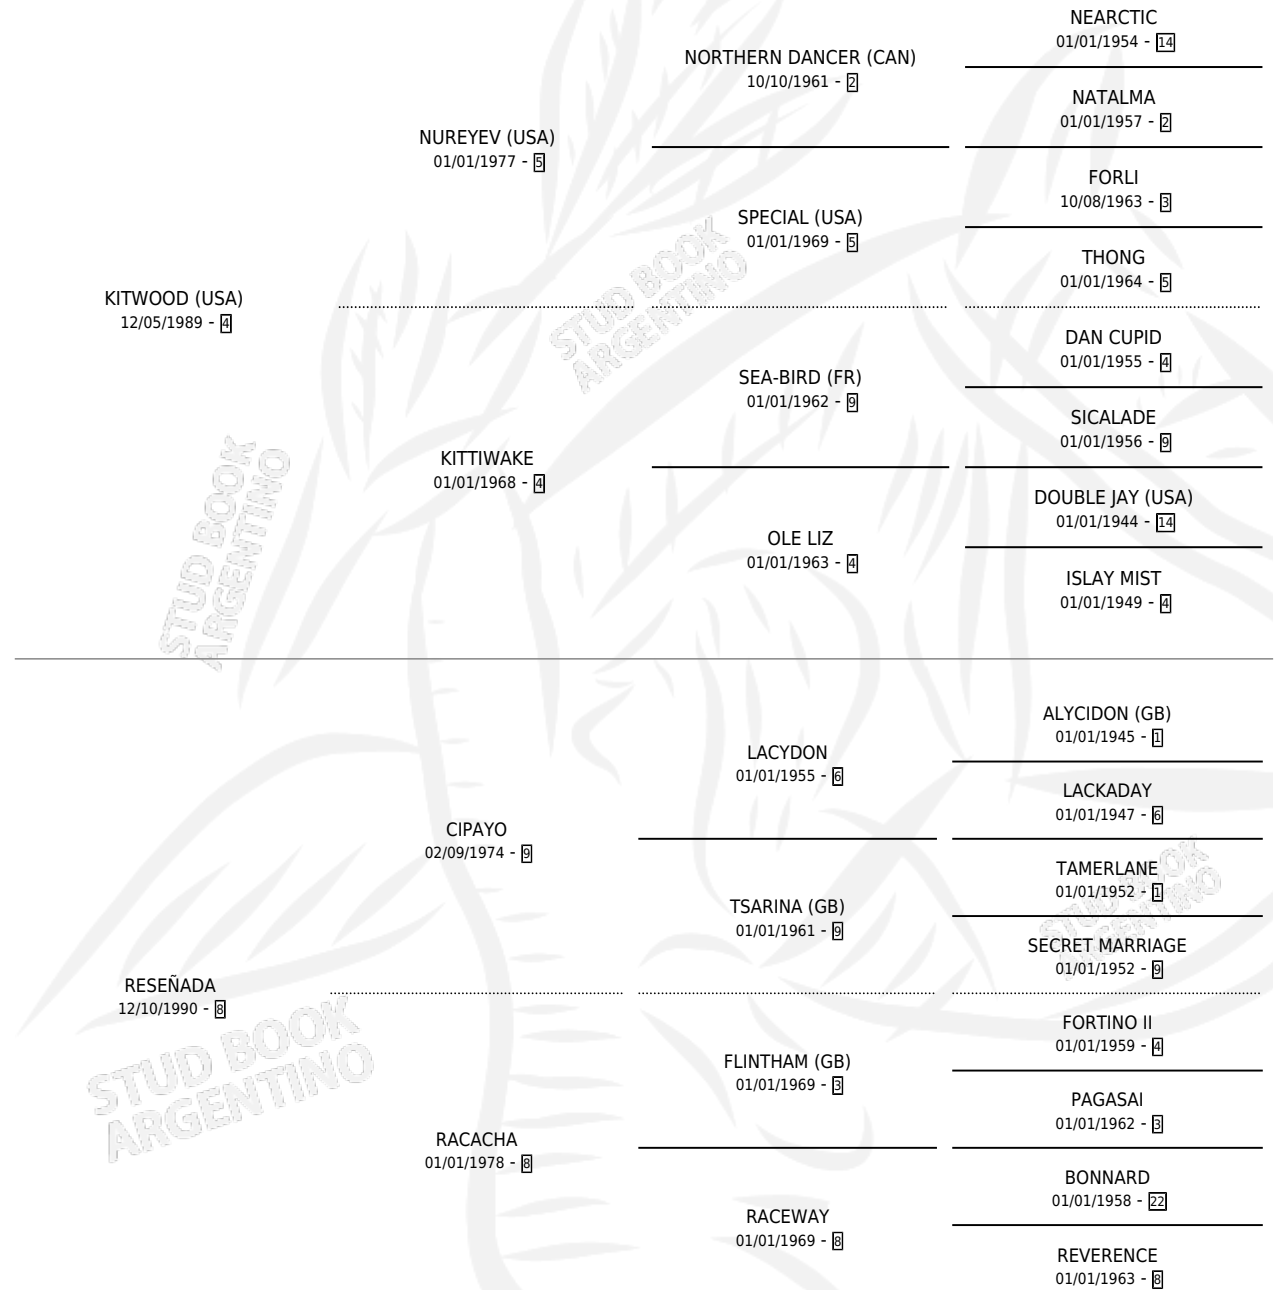 NEARCTIC
01/01/1954 - 14
NORTHERN DANCER (CAN)
10/10/1961 - 2
NATALMA
01/01/1957 - 2
NUREYEV (USA)
01/01/1977 - 5
FORLI
10/08/1963 - 3
SPECIAL (USA)
01/01/1969 - 5
THONG
01/01/1964 - 5
KITWOOD (USA)
12/05/1989 - 4
DAN CUPID
01/01/1955 - 4
SEA-BIRD (FR)
01/01/1962 - 9
SICALADE
01/01/1956 - 9
KITTIWAKE
01/01/1968 - 4
DOUBLE JAY (USA)
01/01/1944 - 14
OLE LIZ
01/01/1963 - 4
ISLAY MIST
01/01/1949 - 4
ALYCIDON (GB)
01/01/1945 - 1
LACYDON
01/01/1955 - 6
LACKADAY
01/01/1947 - 6
CIPAYO
02/09/1974 - 9
TAMERLANE
01/01/1952 - 1
TSARINA (GB)
01/01/1961 - 9
SECRET MARRIAGE
01/01/1952 - 9
RESEÑADA
12/10/1990 - 8
FORTINO II
01/01/1959 - 4
FLINTHAM (GB)
01/01/1969 - 3
PAGASAI
01/01/1962 - 3
RACACHA
01/01/1978 - 8
BONNARD
01/01/1958 - 22
RACEWAY
01/01/1969 - 8
REVERENCE
01/01/1963 - 8
STUD BOOK
ARGENTINO
STUD BOOK
ARGENTINO
STUD BOOK
ARGENTINO
STUD BOOK
ARGENTINO